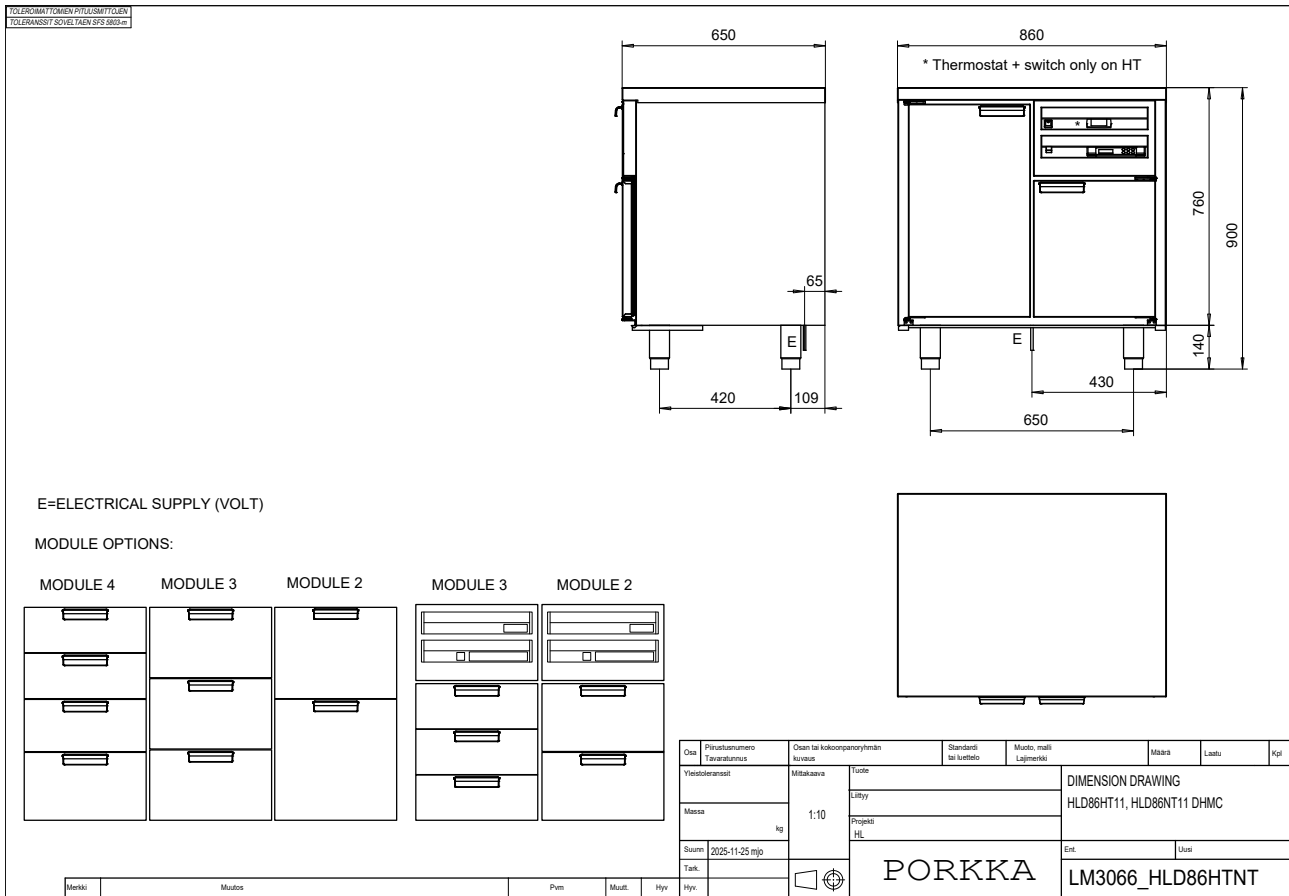 TOLEROIMATTOMIEN PITUUSMITTOJEN
TOLERANSSIT SOVELTAEN SFS 5803-m
650
860
* Thermostat + switch only on HT
*
760
900
65
E
E
140
430
420
109
650
E=ELECTRICAL SUPPLY (VOLT)
MODULE OPTIONS:
MODULE 4
MODULE 3
MODULE 2
MODULE 3
MODULE 2
Osa
Piirustusnumero
Tavaratunnus
Osan tai kokoonpanoryhmän
kuvaus
Standardi
tai luettelo
Muoto, malli
Lajimerkki
Määrä
Laatu
Kpl
Yleistoleranssit
Mittakaava
1:10
Tuote
Liittyy
Projekti
HL
DIMENSION DRAWING
HLD86HT11, HLD86NT11 DHMC
Massa
kg
Suunn
2025-11-25 mjo
Tark.
Hyv.
PORKKA
Ent.
Uusi
LM3066_HLD86HTNT
Merkki
Muutos
Pvm
Muutt.
Hyv